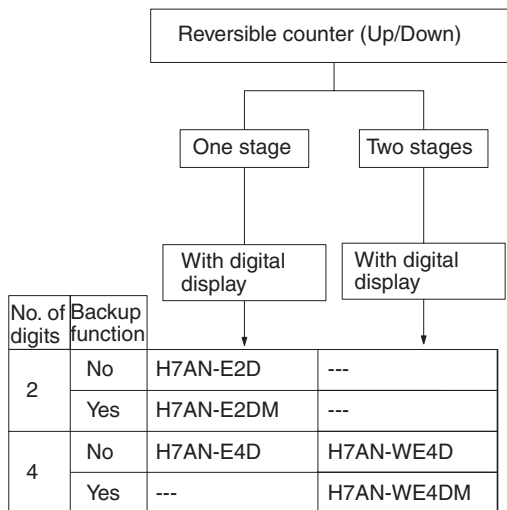 Reversible counter (Up/Down)
One stage
Two stages
With digital
display
With digital
display
No. of
digits
Backup
function
2
No
H7AN-E2D
---
Yes
H7AN-E2DM
---
4
No
H7AN-E4D
H7AN-WE4D
Yes
---
H7AN-WE4DM